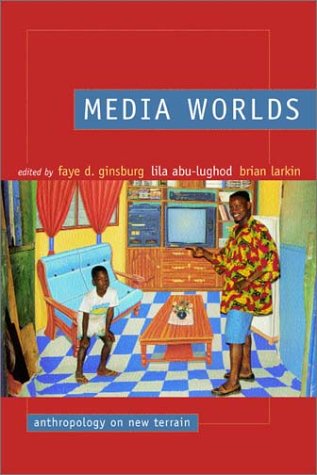 MEDIA WORLDS
edited by faye d. ginsburg lila abu-lughod brian larkin
anthropology on new terrain